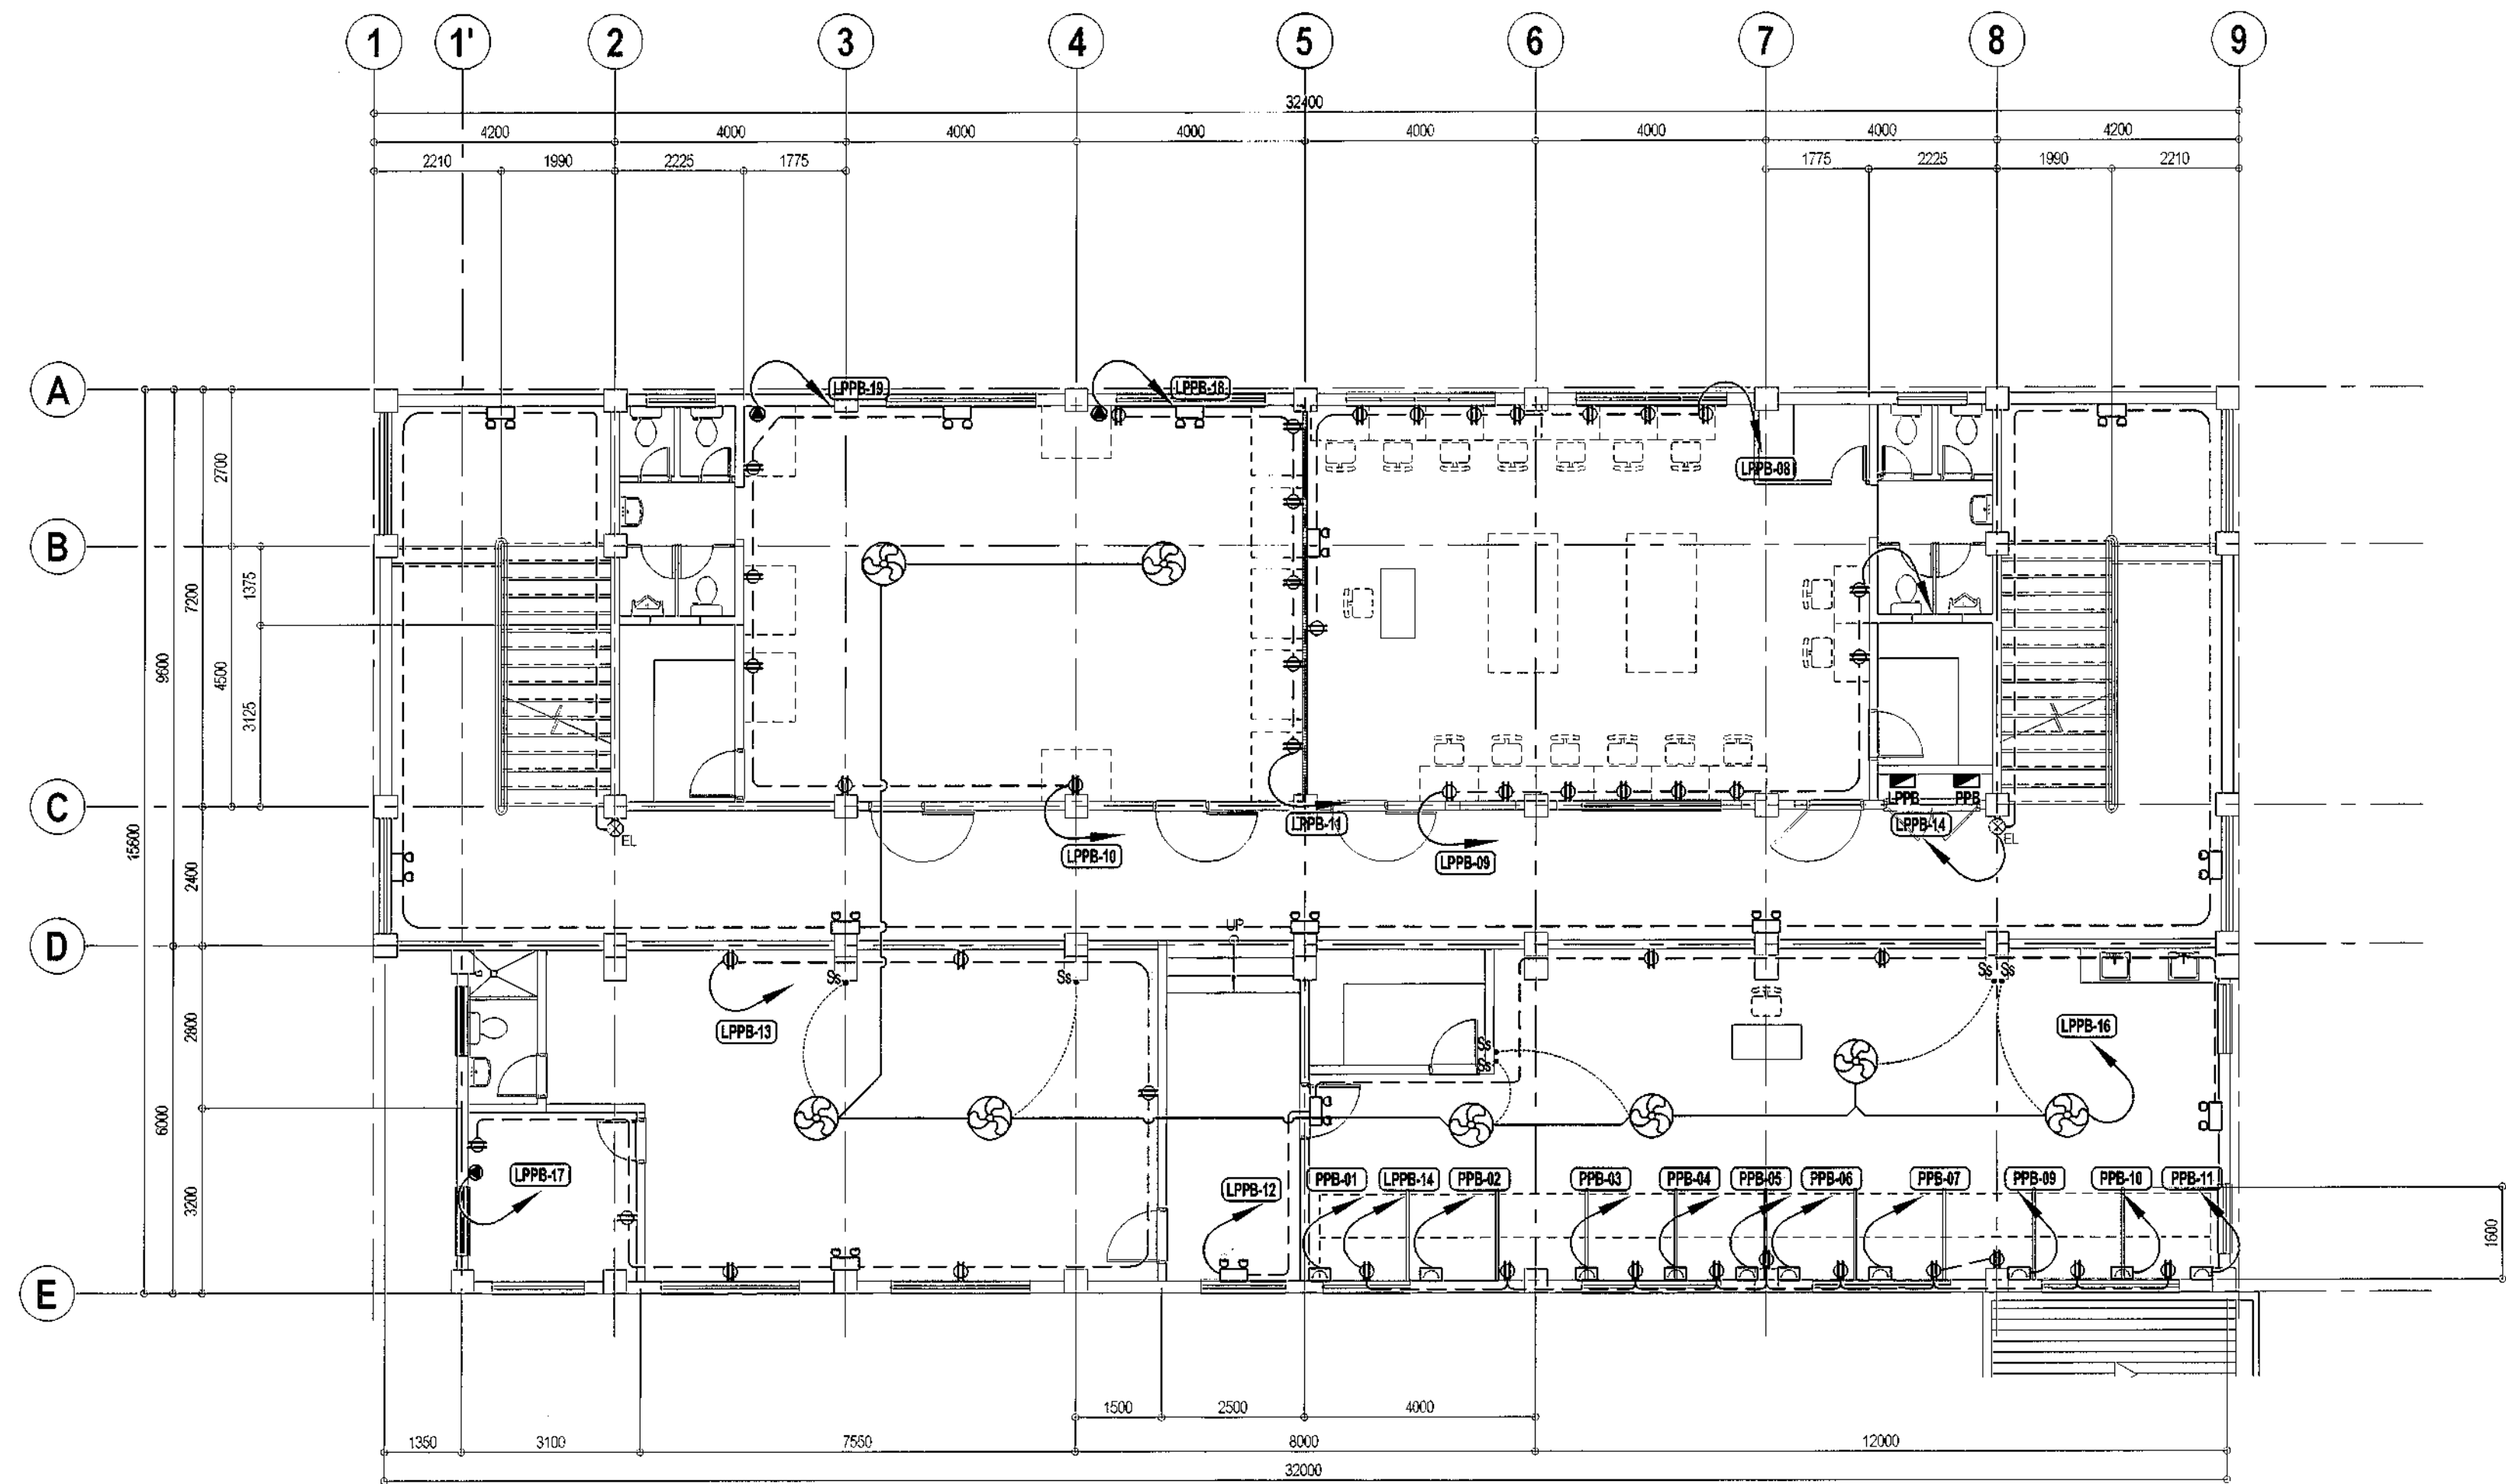 1 1' 2 3 4 5 6 7 8 9
32400
4200 4000 4000 4000 4000 4000 4000 4200
2210 1990 2225 1775 1775 2225 1990 2210
A
LPPB-19 LPPB-18
2700
LPPB-08
B
1375
7200
9600
4500
3125
LPPB PPB
C
LPPB-11 LPPB-14
EL EL
LPPB-10 LPPB-09
15600
2400
UP
D
Ss Ss Ss Ss
LPPB-13 LPPB-16
2800
Ss
Ss
6000
LPPB-17 PPB-01 LPPB-14 PPB-02 PPB-03 PPB-04 PPB-05 PPB-06 PPB-07 PPB-09 PPB-10 PPB-11
LPPB-12
3200
1600
E
1500 2500 4000
1350 3100 7550 8000 12000
32000